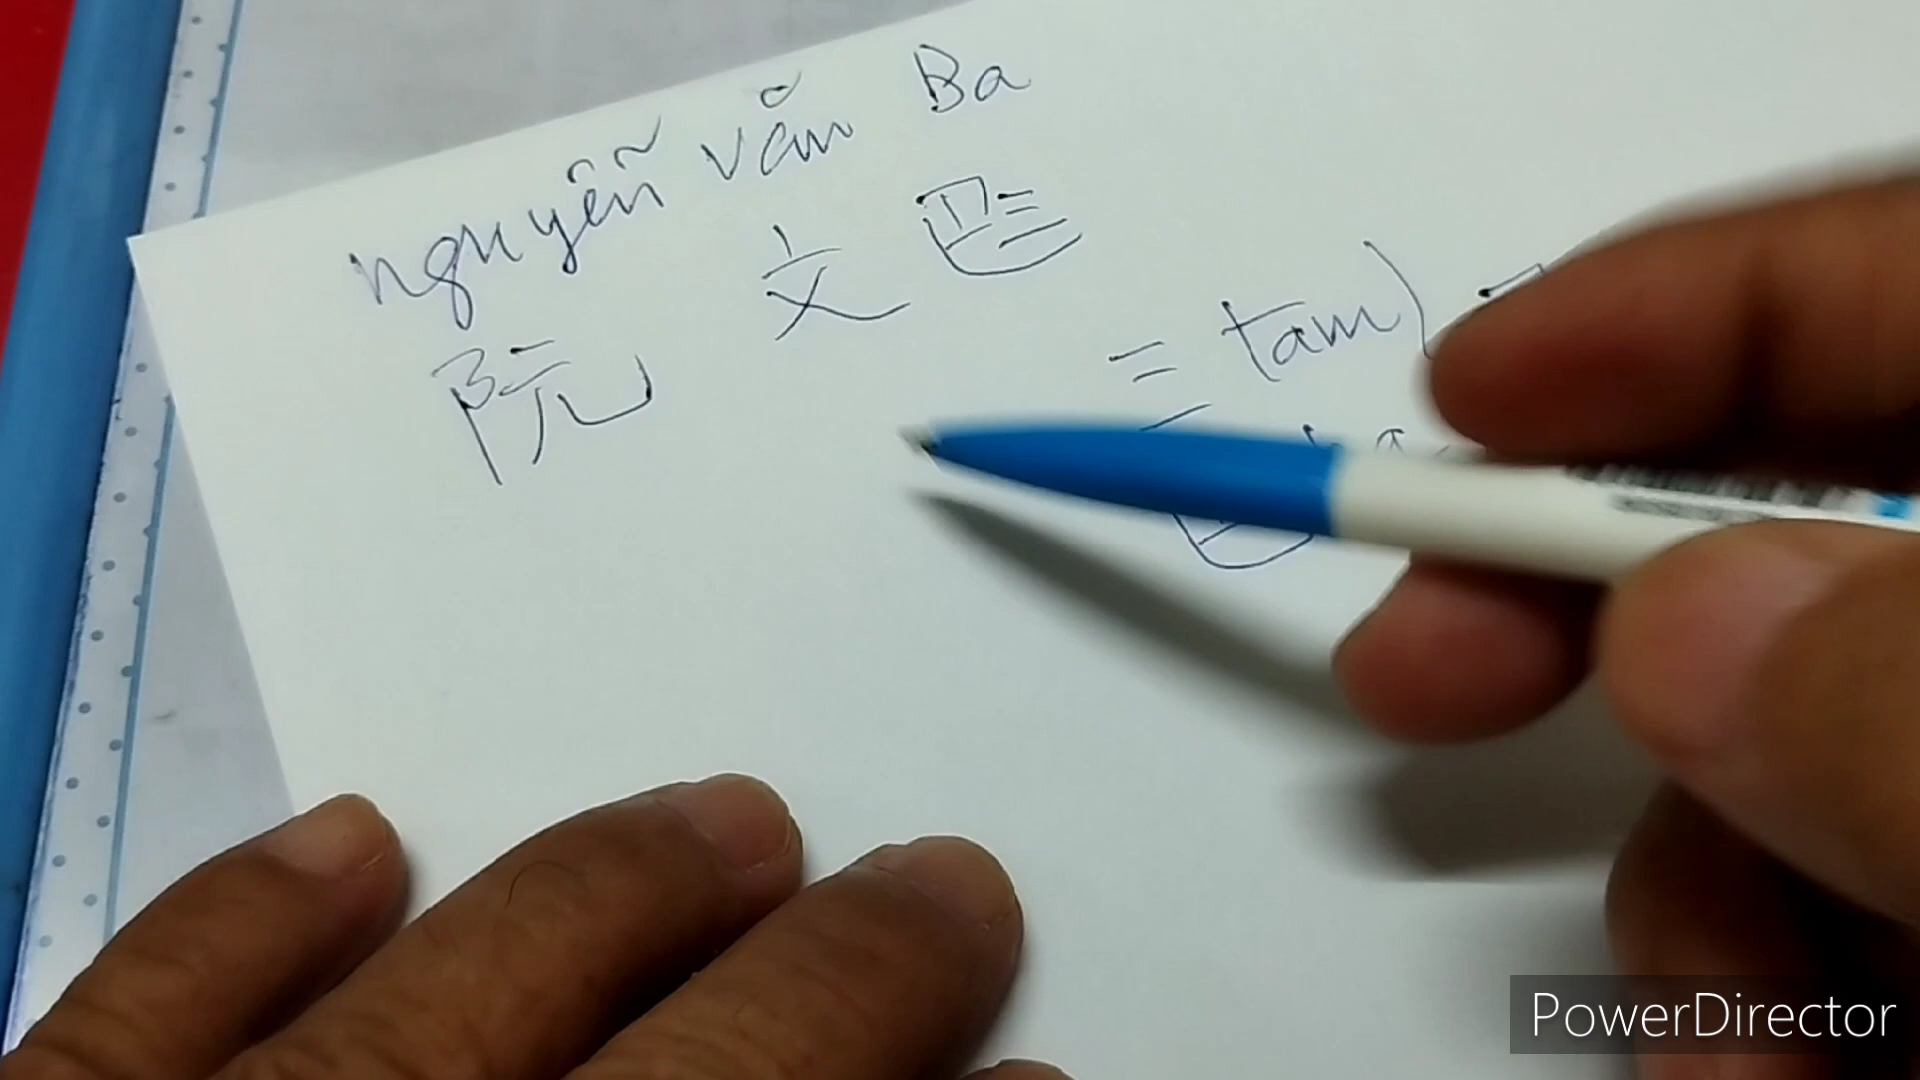 nguyễn văn Ba
阮 文 𠀧
= tam)
PowerDirector